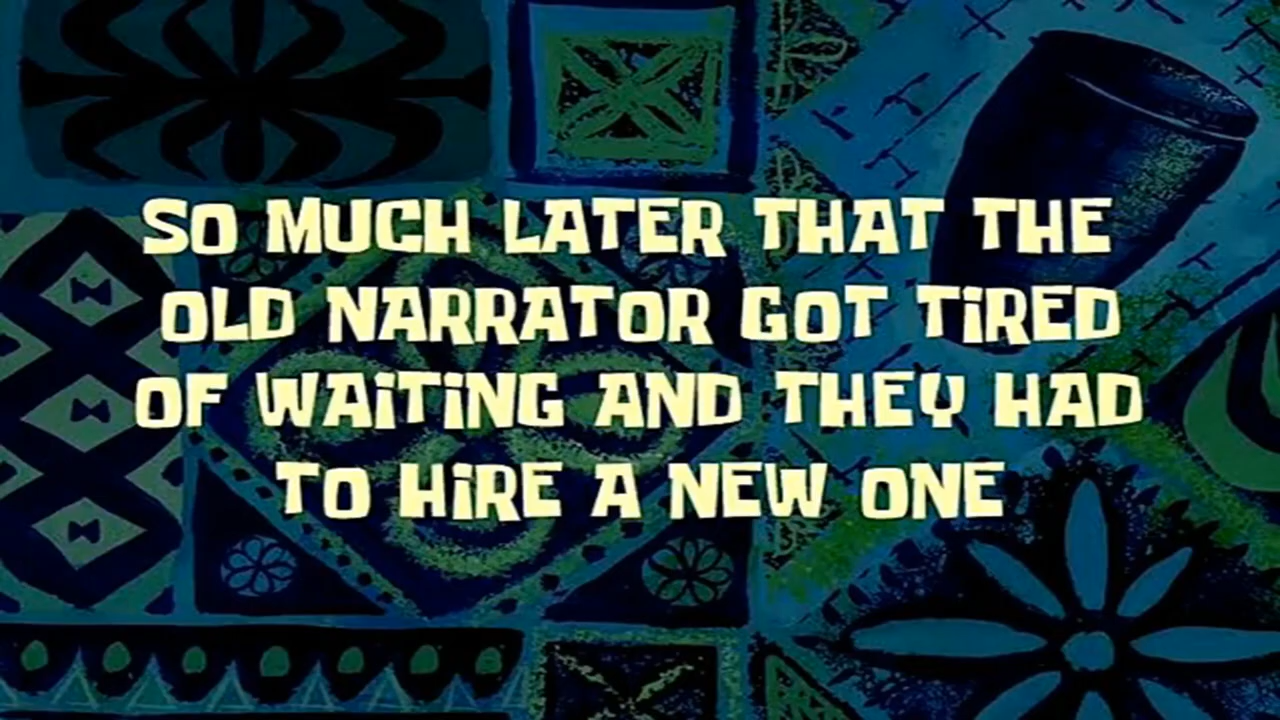 SO MUCH LATER THAT THE
OLD NARRATOR GOT TiRED
OF WAiTiNG AND THEY HAD
TO HiRE A NEW ONE